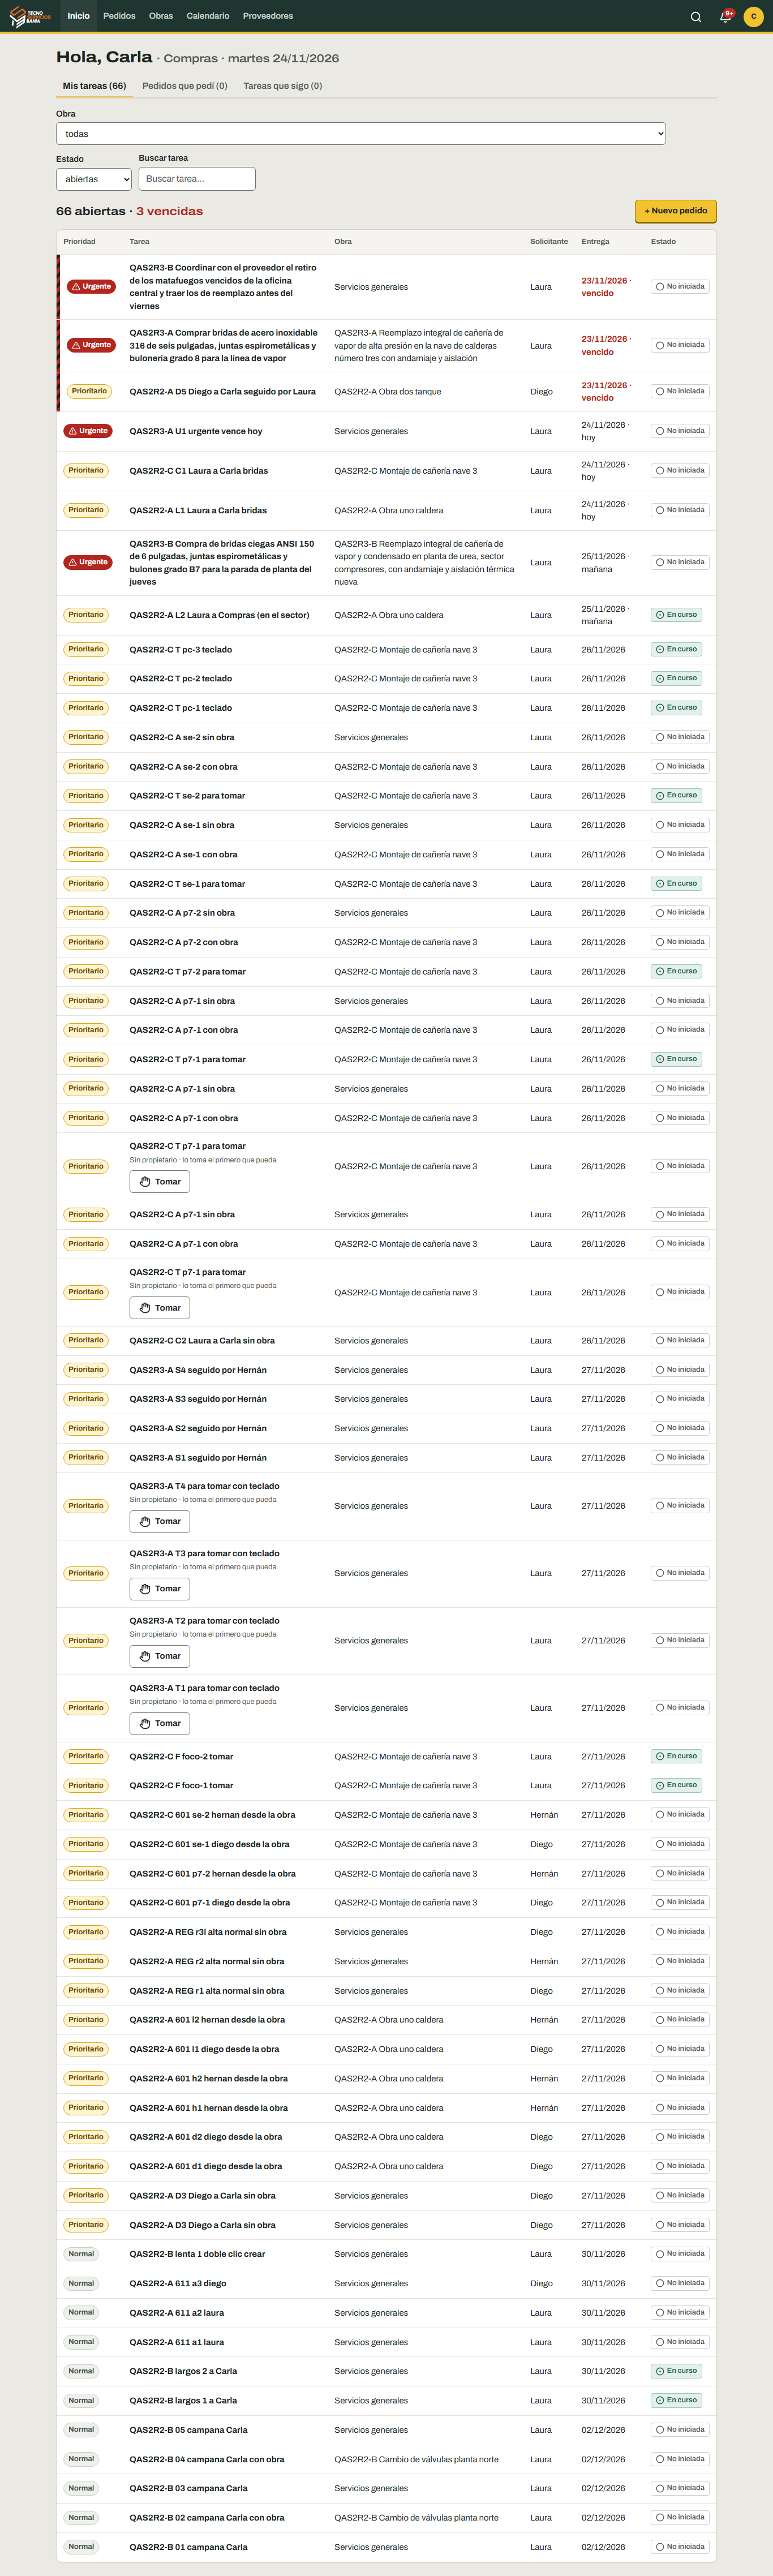 TECNO
BAHIA
Inicio Pedidos Obras Calendario Proveedores
9+
C
Hola, Carla · Compras · martes 24/11/2026
Mis tareas (66) Pedidos que pedí (0) Tareas que sigo (0)
Obra
todas
Estado Buscar tarea
abiertas Buscar tarea...
66 abiertas · 3 vencidas
+ Nuevo pedido
Prioridad Tarea Obra Solicitante Entrega Estado
Urgente QAS2R3-B Coordinar con el proveedor el retiro
de los matafuegos vencidos de la oficina
central y traer los de reemplazo antes del
viernes
Servicios generales Laura 23/11/2026 ·
vencido
No iniciada
Urgente QAS2R3-A Comprar bridas de acero inoxidable
316 de seis pulgadas, juntas espirometálicas y
bulonería grado 8 para la línea de vapor
QAS2R3-A Reemplazo integral de cañería de
vapor de alta presión en la nave de calderas
número tres con andamiaje y aislación
Laura 23/11/2026 ·
vencido
No iniciada
Prioritario QAS2R2-A D5 Diego a Carla seguido por Laura QAS2R2-A Obra dos tanque Diego 23/11/2026 ·
vencido
No iniciada
Urgente QAS2R3-A U1 urgente vence hoy Servicios generales Laura 24/11/2026 ·
hoy
No iniciada
Prioritario QAS2R2-C C1 Laura a Carla bridas QAS2R2-C Montaje de cañería nave 3 Laura 24/11/2026 ·
hoy
No iniciada
Prioritario QAS2R2-A L1 Laura a Carla bridas QAS2R2-A Obra uno caldera Laura 24/11/2026 ·
hoy
No iniciada
Urgente QAS2R3-B Compra de bridas ciegas ANSI 150
de 6 pulgadas, juntas espirometálicas y
bulones grado B7 para la parada de planta del
jueves
QAS2R3-B Reemplazo integral de cañería de
vapor y condensado en planta de urea, sector
compresores, con andamiaje y aislación térmica
nueva
Laura 25/11/2026 ·
mañana
No iniciada
Prioritario QAS2R2-A L2 Laura a Compras (en el sector) QAS2R2-A Obra uno caldera Laura 25/11/2026 ·
mañana
En curso
Prioritario QAS2R2-C T pc-3 teclado QAS2R2-C Montaje de cañería nave 3 Laura 26/11/2026 En curso
Prioritario QAS2R2-C T pc-2 teclado QAS2R2-C Montaje de cañería nave 3 Laura 26/11/2026 En curso
Prioritario QAS2R2-C T pc-1 teclado QAS2R2-C Montaje de cañería nave 3 Laura 26/11/2026 En curso
Prioritario QAS2R2-C A se-2 sin obra Servicios generales Laura 26/11/2026 No iniciada
Prioritario QAS2R2-C A se-2 con obra QAS2R2-C Montaje de cañería nave 3 Laura 26/11/2026 No iniciada
Prioritario QAS2R2-C T se-2 para tomar QAS2R2-C Montaje de cañería nave 3 Laura 26/11/2026 En curso
Prioritario QAS2R2-C A se-1 sin obra Servicios generales Laura 26/11/2026 No iniciada
Prioritario QAS2R2-C A se-1 con obra QAS2R2-C Montaje de cañería nave 3 Laura 26/11/2026 No iniciada
Prioritario QAS2R2-C T se-1 para tomar QAS2R2-C Montaje de cañería nave 3 Laura 26/11/2026 En curso
Prioritario QAS2R2-C A p7-2 sin obra Servicios generales Laura 26/11/2026 No iniciada
Prioritario QAS2R2-C A p7-2 con obra QAS2R2-C Montaje de cañería nave 3 Laura 26/11/2026 No iniciada
Prioritario QAS2R2-C T p7-2 para tomar QAS2R2-C Montaje de cañería nave 3 Laura 26/11/2026 En curso
Prioritario QAS2R2-C A p7-1 sin obra Servicios generales Laura 26/11/2026 No iniciada
Prioritario QAS2R2-C A p7-1 con obra QAS2R2-C Montaje de cañería nave 3 Laura 26/11/2026 No iniciada
Prioritario QAS2R2-C T p7-1 para tomar QAS2R2-C Montaje de cañería nave 3 Laura 26/11/2026 En curso
Prioritario QAS2R2-C A p7-1 sin obra Servicios generales Laura 26/11/2026 No iniciada
Prioritario QAS2R2-C A p7-1 con obra QAS2R2-C Montaje de cañería nave 3 Laura 26/11/2026 No iniciada
Prioritario QAS2R2-C T p7-1 para tomar
Sin propietario · lo toma el primero que pueda
Tomar
QAS2R2-C Montaje de cañería nave 3 Laura 26/11/2026 No iniciada
Prioritario QAS2R2-C A p7-1 sin obra Servicios generales Laura 26/11/2026 No iniciada
Prioritario QAS2R2-C A p7-1 con obra QAS2R2-C Montaje de cañería nave 3 Laura 26/11/2026 No iniciada
Prioritario QAS2R2-C T p7-1 para tomar
Sin propietario · lo toma el primero que pueda
Tomar
QAS2R2-C Montaje de cañería nave 3 Laura 26/11/2026 No iniciada
Prioritario QAS2R2-C C2 Laura a Carla sin obra Servicios generales Laura 26/11/2026 No iniciada
Prioritario QAS2R3-A S4 seguido por Hernán Servicios generales Laura 27/11/2026 No iniciada
Prioritario QAS2R3-A S3 seguido por Hernán Servicios generales Laura 27/11/2026 No iniciada
Prioritario QAS2R3-A S2 seguido por Hernán Servicios generales Laura 27/11/2026 No iniciada
Prioritario QAS2R3-A S1 seguido por Hernán Servicios generales Laura 27/11/2026 No iniciada
Prioritario QAS2R3-A T4 para tomar con teclado
Sin propietario · lo toma el primero que pueda
Tomar
Servicios generales Laura 27/11/2026 No iniciada
Prioritario QAS2R3-A T3 para tomar con teclado
Sin propietario · lo toma el primero que pueda
Tomar
Servicios generales Laura 27/11/2026 No iniciada
Prioritario QAS2R3-A T2 para tomar con teclado
Sin propietario · lo toma el primero que pueda
Tomar
Servicios generales Laura 27/11/2026 No iniciada
Prioritario QAS2R3-A T1 para tomar con teclado
Sin propietario · lo toma el primero que pueda
Tomar
Servicios generales Laura 27/11/2026 No iniciada
Prioritario QAS2R2-C F foco-2 tomar QAS2R2-C Montaje de cañería nave 3 Laura 27/11/2026 En curso
Prioritario QAS2R2-C F foco-1 tomar QAS2R2-C Montaje de cañería nave 3 Laura 27/11/2026 En curso
Prioritario QAS2R2-C 601 se-2 hernan desde la obra QAS2R2-C Montaje de cañería nave 3 Hernán 27/11/2026 No iniciada
Prioritario QAS2R2-C 601 se-1 diego desde la obra QAS2R2-C Montaje de cañería nave 3 Diego 27/11/2026 No iniciada
Prioritario QAS2R2-C 601 p7-2 hernan desde la obra QAS2R2-C Montaje de cañería nave 3 Hernán 27/11/2026 No iniciada
Prioritario QAS2R2-C 601 p7-1 diego desde la obra QAS2R2-C Montaje de cañería nave 3 Diego 27/11/2026 No iniciada
Prioritario QAS2R2-A REG r3l alta normal sin obra Servicios generales Diego 27/11/2026 No iniciada
Prioritario QAS2R2-A REG r2 alta normal sin obra Servicios generales Hernán 27/11/2026 No iniciada
Prioritario QAS2R2-A REG r1 alta normal sin obra Servicios generales Diego 27/11/2026 No iniciada
Prioritario QAS2R2-A 601 l2 hernan desde la obra QAS2R2-A Obra uno caldera Hernán 27/11/2026 No iniciada
Prioritario QAS2R2-A 601 l1 diego desde la obra QAS2R2-A Obra uno caldera Diego 27/11/2026 No iniciada
Prioritario QAS2R2-A 601 h2 hernan desde la obra QAS2R2-A Obra uno caldera Hernán 27/11/2026 No iniciada
Prioritario QAS2R2-A 601 h1 hernan desde la obra QAS2R2-A Obra uno caldera Hernán 27/11/2026 No iniciada
Prioritario QAS2R2-A 601 d2 diego desde la obra QAS2R2-A Obra uno caldera Diego 27/11/2026 No iniciada
Prioritario QAS2R2-A 601 d1 diego desde la obra QAS2R2-A Obra uno caldera Diego 27/11/2026 No iniciada
Prioritario QAS2R2-A D3 Diego a Carla sin obra Servicios generales Diego 27/11/2026 No iniciada
Prioritario QAS2R2-A D3 Diego a Carla sin obra Servicios generales Diego 27/11/2026 No iniciada
Normal QAS2R2-B lenta 1 doble clic crear Servicios generales Laura 30/11/2026 No iniciada
Normal QAS2R2-A 611 a3 diego Servicios generales Diego 30/11/2026 No iniciada
Normal QAS2R2-A 611 a2 laura Servicios generales Laura 30/11/2026 No iniciada
Normal QAS2R2-A 611 a1 laura Servicios generales Laura 30/11/2026 No iniciada
Normal QAS2R2-B largos 2 a Carla Servicios generales Laura 30/11/2026 En curso
Normal QAS2R2-B largos 1 a Carla Servicios generales Laura 30/11/2026 En curso
Normal QAS2R2-B 05 campana Carla Servicios generales Laura 02/12/2026 No iniciada
Normal QAS2R2-B 04 campana Carla con obra QAS2R2-B Cambio de válvulas planta norte Laura 02/12/2026 No iniciada
Normal QAS2R2-B 03 campana Carla Servicios generales Laura 02/12/2026 No iniciada
Normal QAS2R2-B 02 campana Carla con obra QAS2R2-B Cambio de válvulas planta norte Laura 02/12/2026 No iniciada
Normal QAS2R2-B 01 campana Carla Servicios generales Laura 02/12/2026 No iniciada